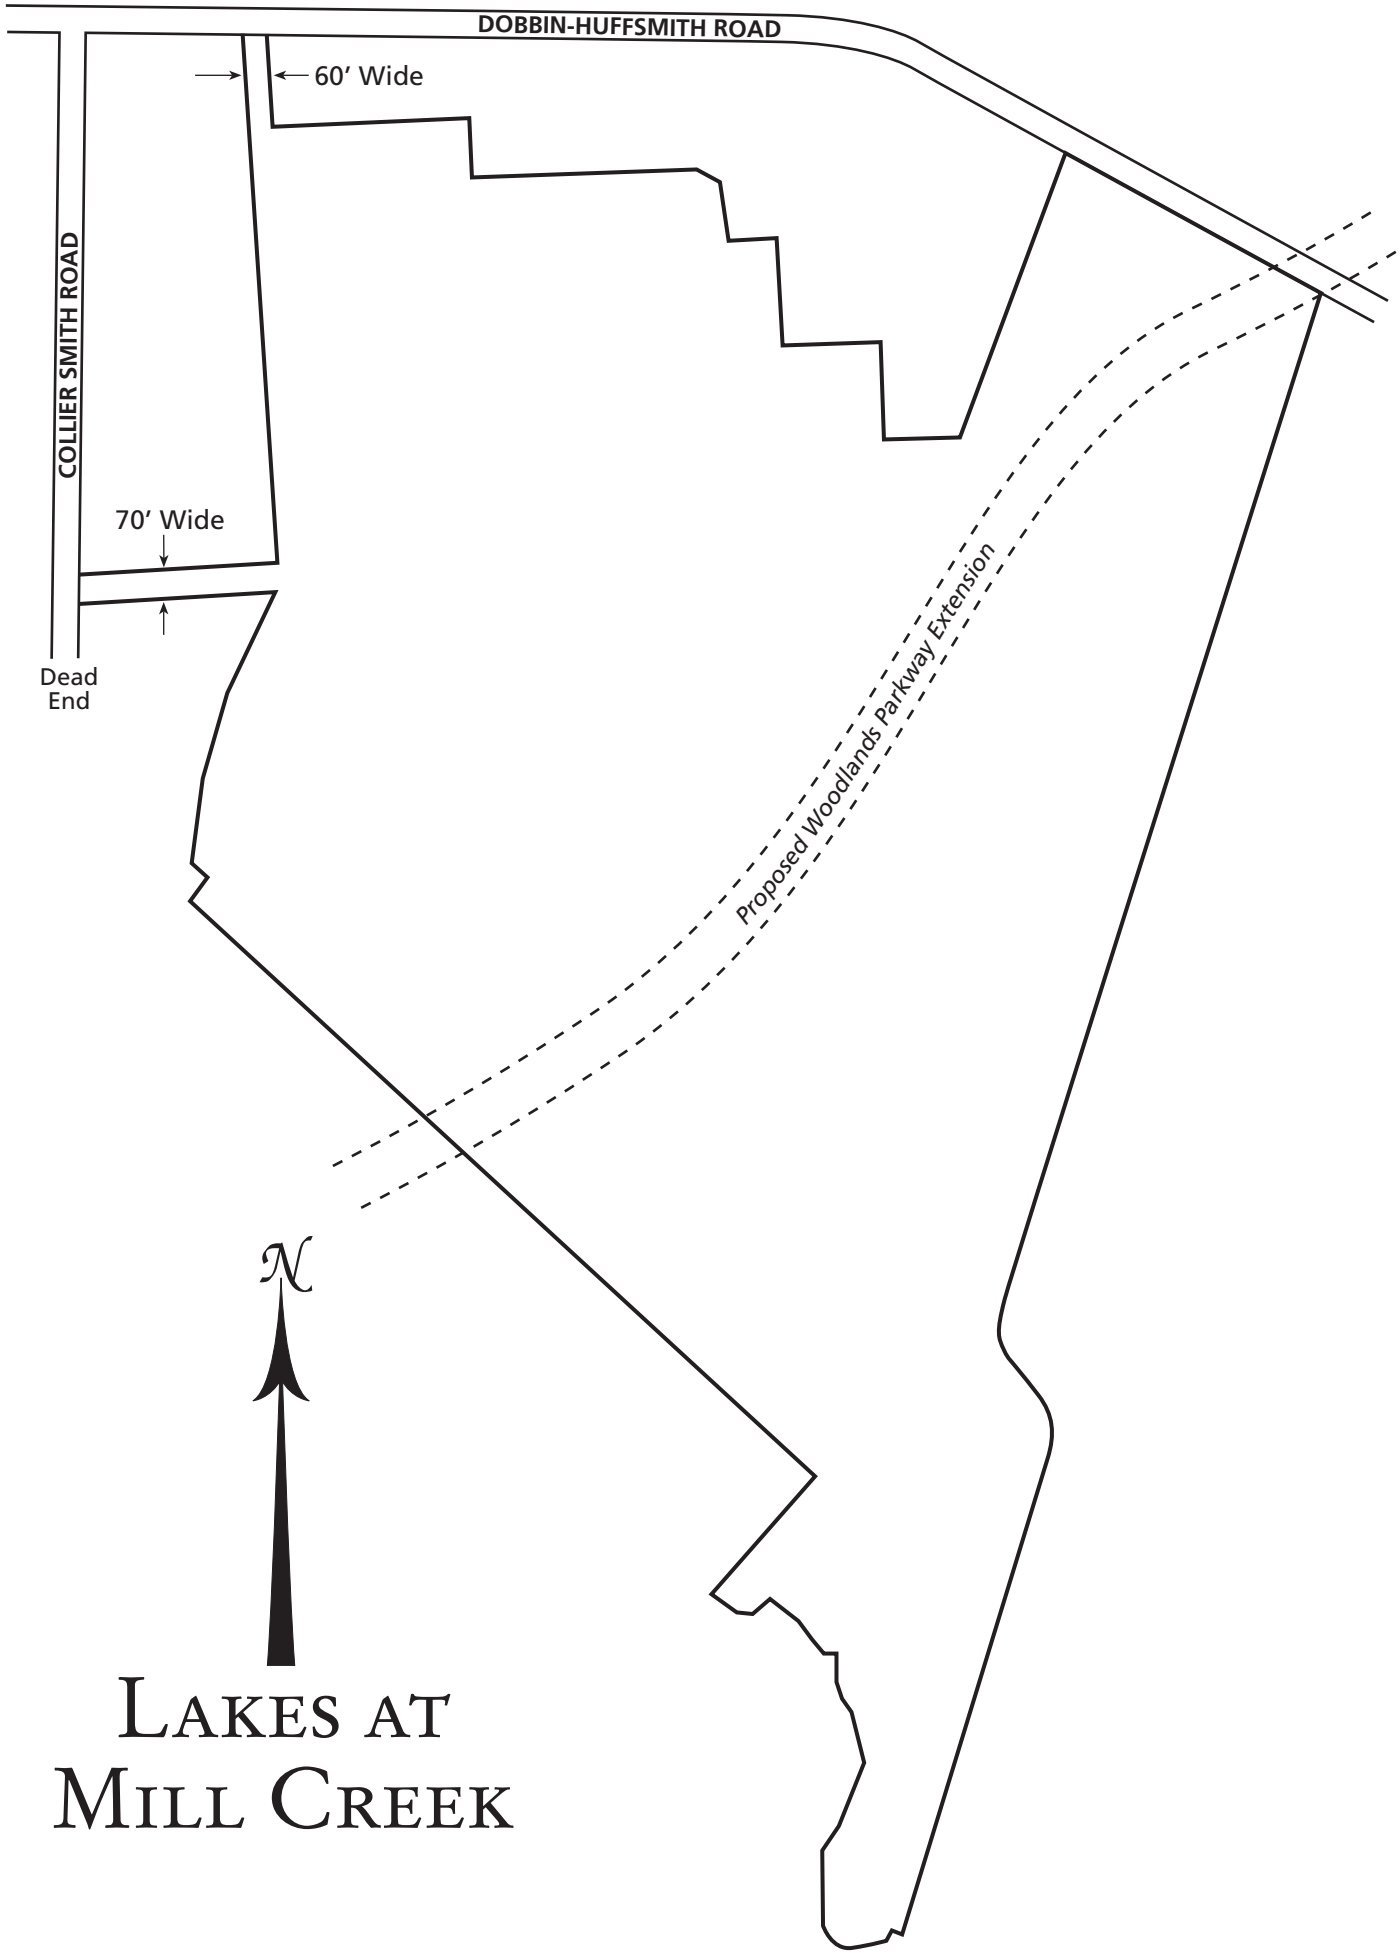 DOBBIN-HUFFSMITH ROAD
60’ Wide
COLLIER SMITH ROAD
70’ Wide
Dead
End
Proposed Woodlands Parkway Extension
N
LAKES AT
MILL CREEK